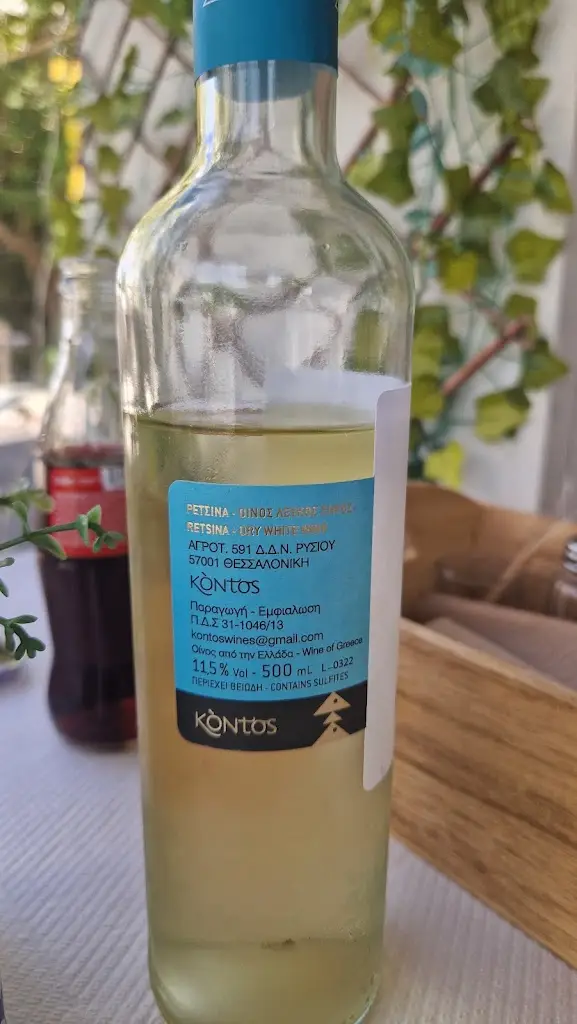 ΡΕΤΣΙΝΑ - ΟΙΝΟΣ ΛΕΥΚΟΣ ΞΗΡΟΣ
RETSINA - DRY WHITE WINE
ΑΓΡΟΤ. 591 Δ.Δ.Ν. ΡΥΣΙΟΥ
57001 ΘΕΣΣΑΛΟΝΙΚΗ
KòNtOS
Παραγωγή - Εμφιαλωση
Π.Δ.Σ 31-1046/13
kontoswines@gmail.com
Οίνος από την Ελλάδα - Wine of Greece
11,5% Vol - 500 mL L-0322
ΠΕΡΙΕΧΕΙ ΘΕΙΩΔΗ - CONTAINS SULFITES
KòNtOS